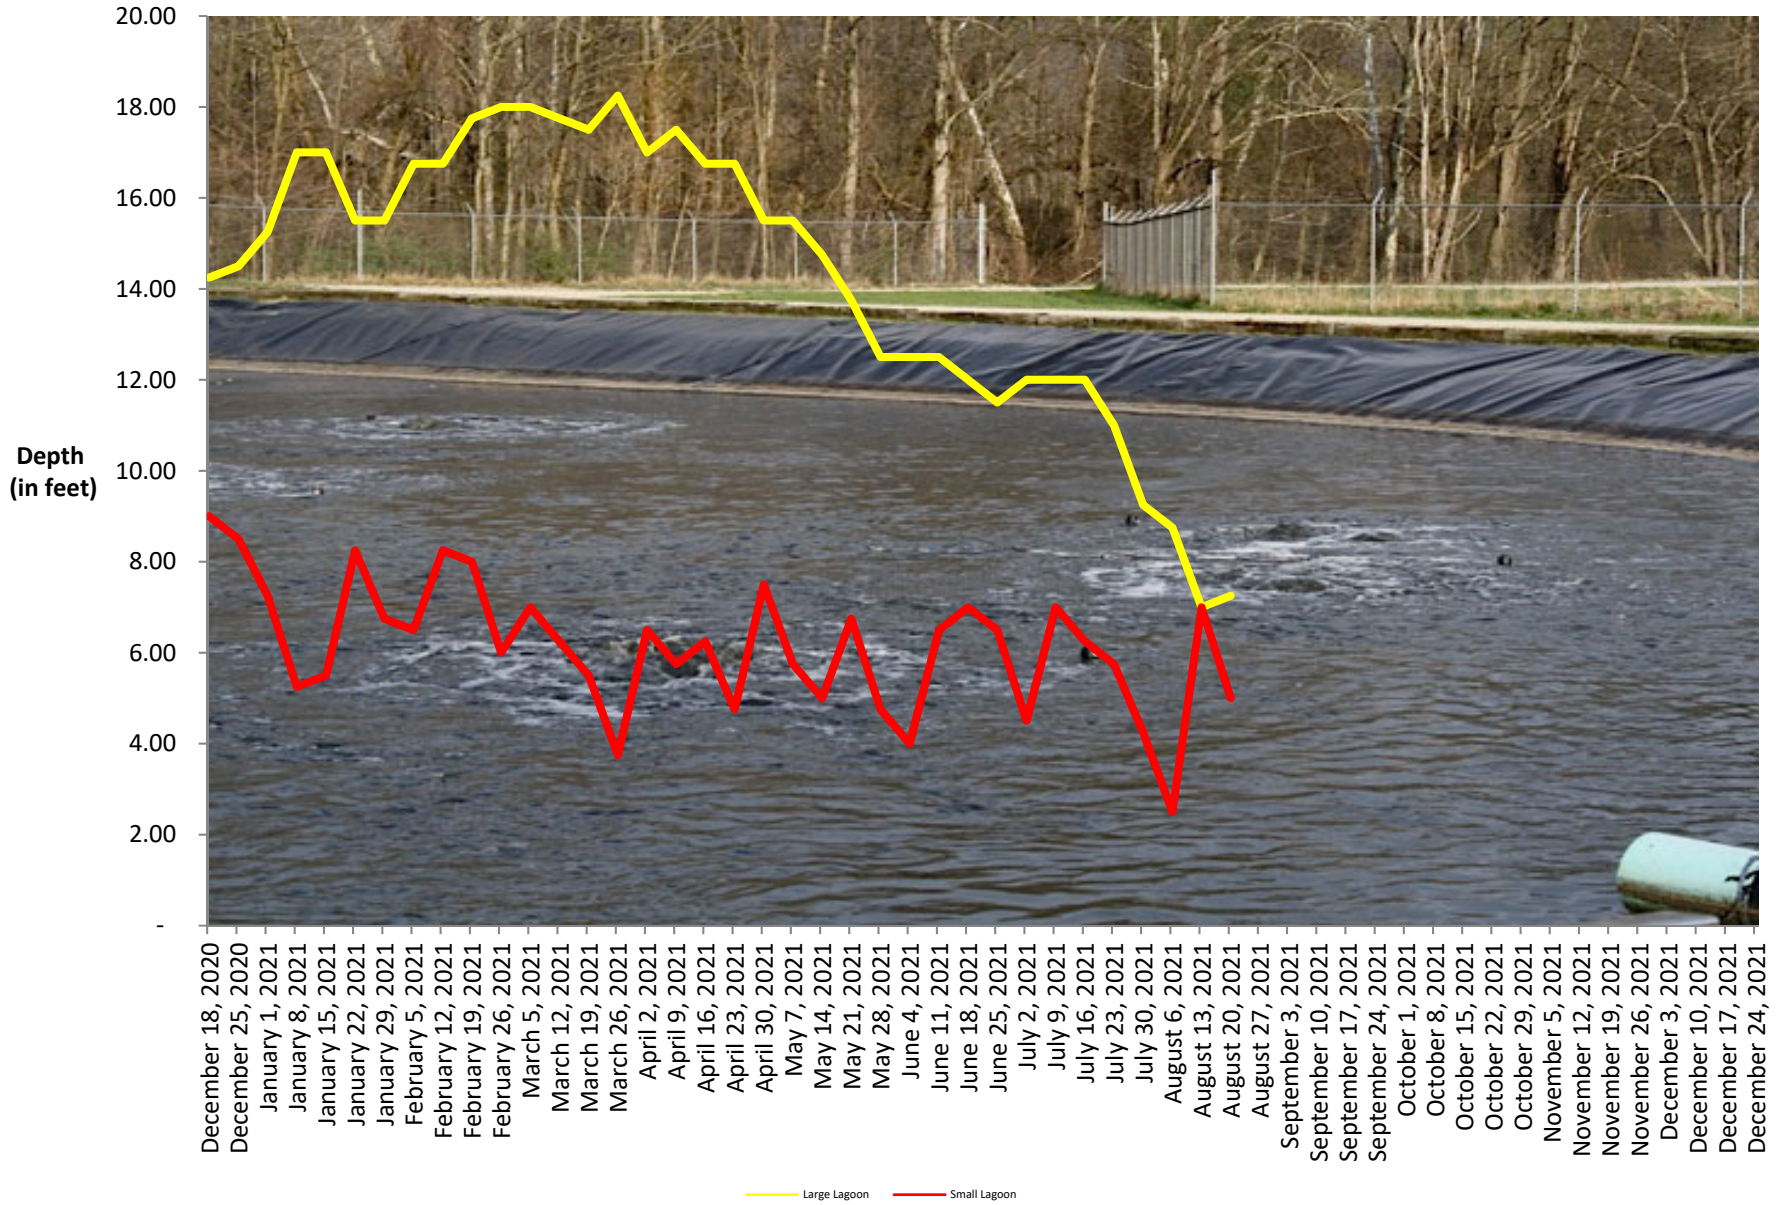 20.00
18.00
16.00
14.00
12.00
10.00
8.00
6.00
4.00
2.00
-
Depth
(in feet)
December 18, 2020
December 25, 2020
January 1, 2021
January 8, 2021
January 15, 2021
January 22, 2021
January 29, 2021
February 5, 2021
February 12, 2021
February 19, 2021
February 26, 2021
March 5, 2021
March 12, 2021
March 19, 2021
March 26, 2021
April 2, 2021
April 9, 2021
April 16, 2021
April 23, 2021
April 30, 2021
May 7, 2021
May 14, 2021
May 21, 2021
May 28, 2021
June 4, 2021
June 11, 2021
June 18, 2021
June 25, 2021
July 2, 2021
July 9, 2021
July 16, 2021
July 23, 2021
July 30, 2021
August 6, 2021
August 13, 2021
August 20, 2021
August 27, 2021
September 3, 2021
September 10, 2021
September 17, 2021
September 24, 2021
October 1, 2021
October 8, 2021
October 15, 2021
October 22, 2021
October 29, 2021
November 5, 2021
November 12, 2021
November 19, 2021
November 26, 2021
December 3, 2021
December 10, 2021
December 17, 2021
December 24, 2021
Large Lagoon
Small Lagoon